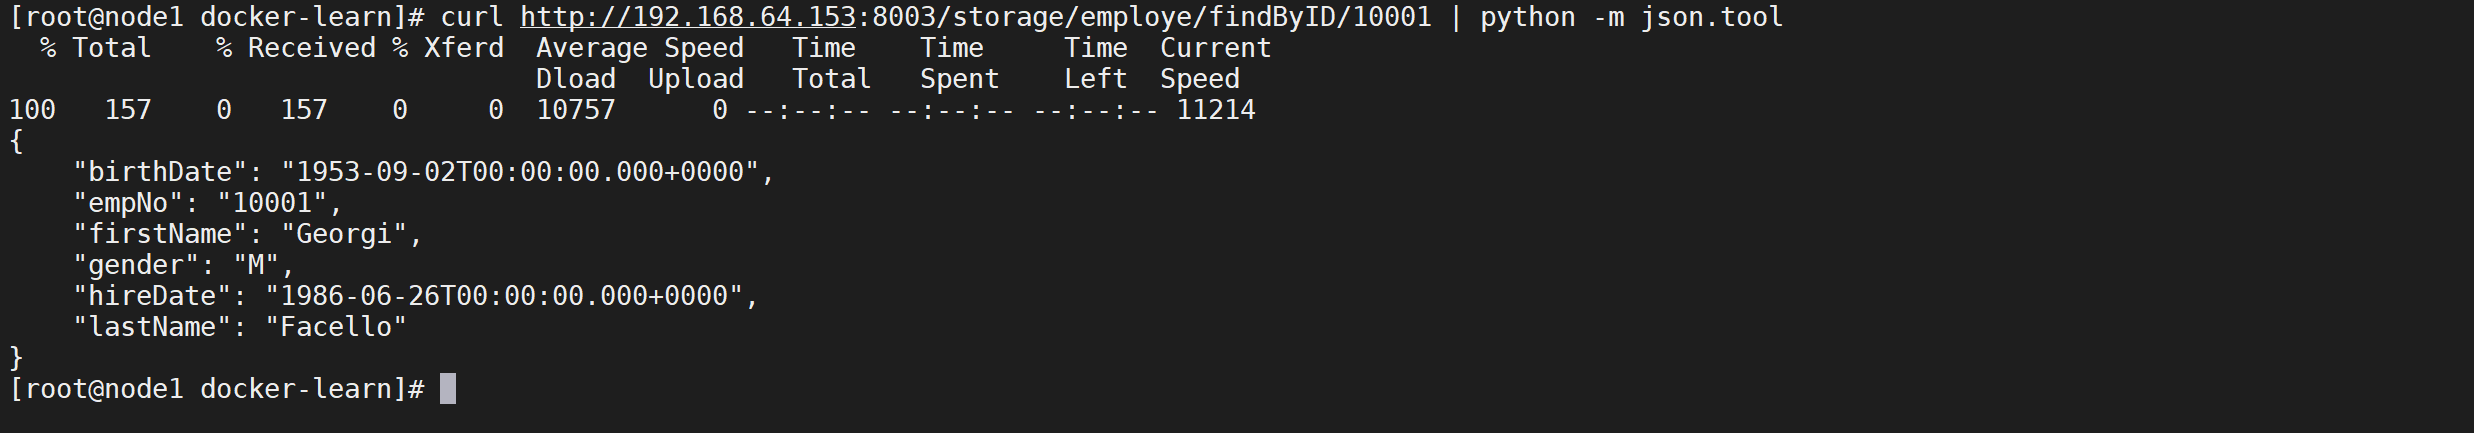 [root@node1 docker-learn]# curl http://192.168.64.153:8003/storage/employe/findByID/10001 | python -m json.tool
  % Total    % Received % Xferd  Average Speed   Time    Time     Time  Current
                                 Dload  Upload   Total   Spent    Left  Speed
100   157    0   157    0     0  10757      0 --:--:-- --:--:-- --:--:-- 11214
{
    "birthDate": "1953-09-02T00:00:00.000+0000",
    "empNo": "10001",
    "firstName": "Georgi",
    "gender": "M",
    "hireDate": "1986-06-26T00:00:00.000+0000",
    "lastName": "Facello"
}
[root@node1 docker-learn]#